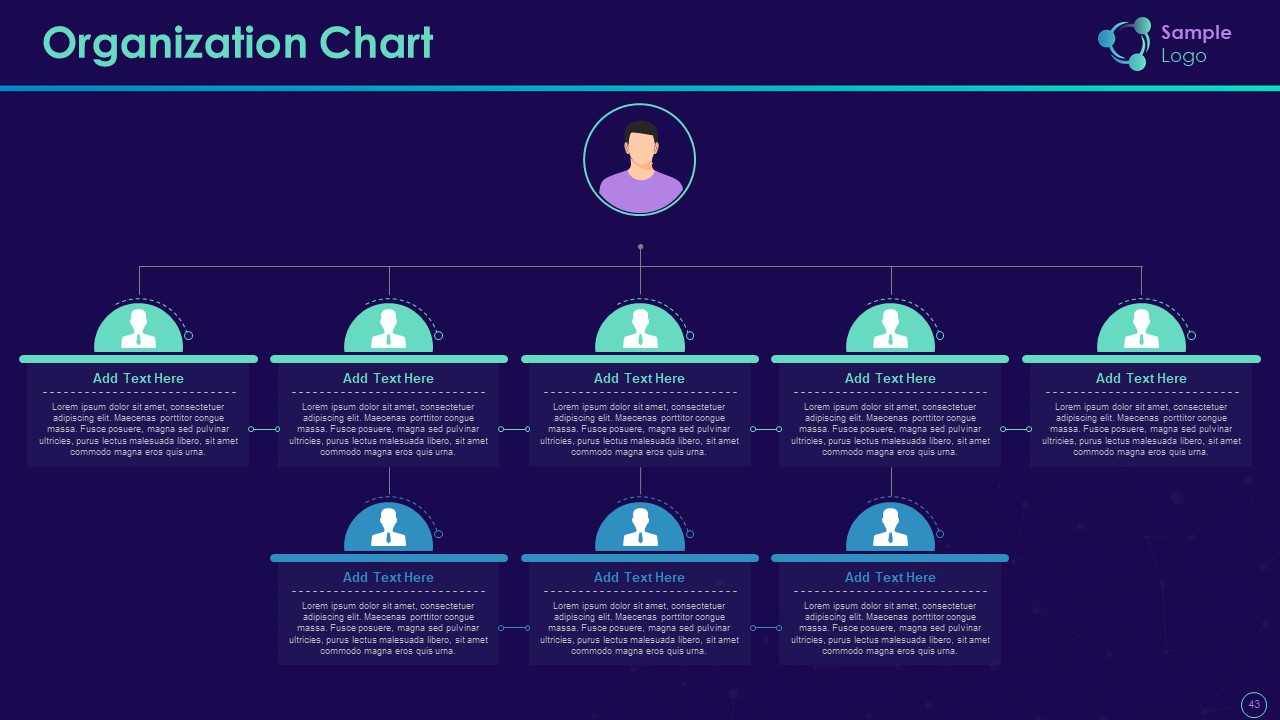 Organization Chart
Sample
Logo
Add Text Here
Lorem ipsum dolor sit amet, consectetuer
adipiscing elit. Maecenas porttitor congue
massa. Fusce posuere, magna sed pulvinar
ultricies, purus lectus malesuada libero, sit amet
commodo magna eros quis urna.
Add Text Here
Lorem ipsum dolor sit amet, consectetuer
adipiscing elit. Maecenas porttitor congue
massa. Fusce posuere, magna sed pulvinar
ultricies, purus lectus malesuada libero, sit amet
commodo magna eros quis urna.
Add Text Here
Lorem ipsum dolor sit amet, consectetuer
adipiscing elit. Maecenas porttitor congue
massa. Fusce posuere, magna sed pulvinar
ultricies, purus lectus malesuada libero, sit amet
commodo magna eros quis urna.
Add Text Here
Lorem ipsum dolor sit amet, consectetuer
adipiscing elit. Maecenas porttitor congue
massa. Fusce posuere, magna sed pulvinar
ultricies, purus lectus malesuada libero, sit amet
commodo magna eros quis urna.
Add Text Here
Lorem ipsum dolor sit amet, consectetuer
adipiscing elit. Maecenas porttitor congue
massa. Fusce posuere, magna sed pulvinar
ultricies, purus lectus malesuada libero, sit amet
commodo magna eros quis urna.
Add Text Here
Lorem ipsum dolor sit amet, consectetuer
adipiscing elit. Maecenas porttitor congue
massa. Fusce posuere, magna sed pulvinar
ultricies, purus lectus malesuada libero, sit amet
commodo magna eros quis urna.
Add Text Here
Lorem ipsum dolor sit amet, consectetuer
adipiscing elit. Maecenas porttitor congue
massa. Fusce posuere, magna sed pulvinar
ultricies, purus lectus malesuada libero, sit amet
commodo magna eros quis urna.
Add Text Here
Lorem ipsum dolor sit amet, consectetuer
adipiscing elit. Maecenas porttitor congue
massa. Fusce posuere, magna sed pulvinar
ultricies, purus lectus malesuada libero, sit amet
commodo magna eros quis urna.
43